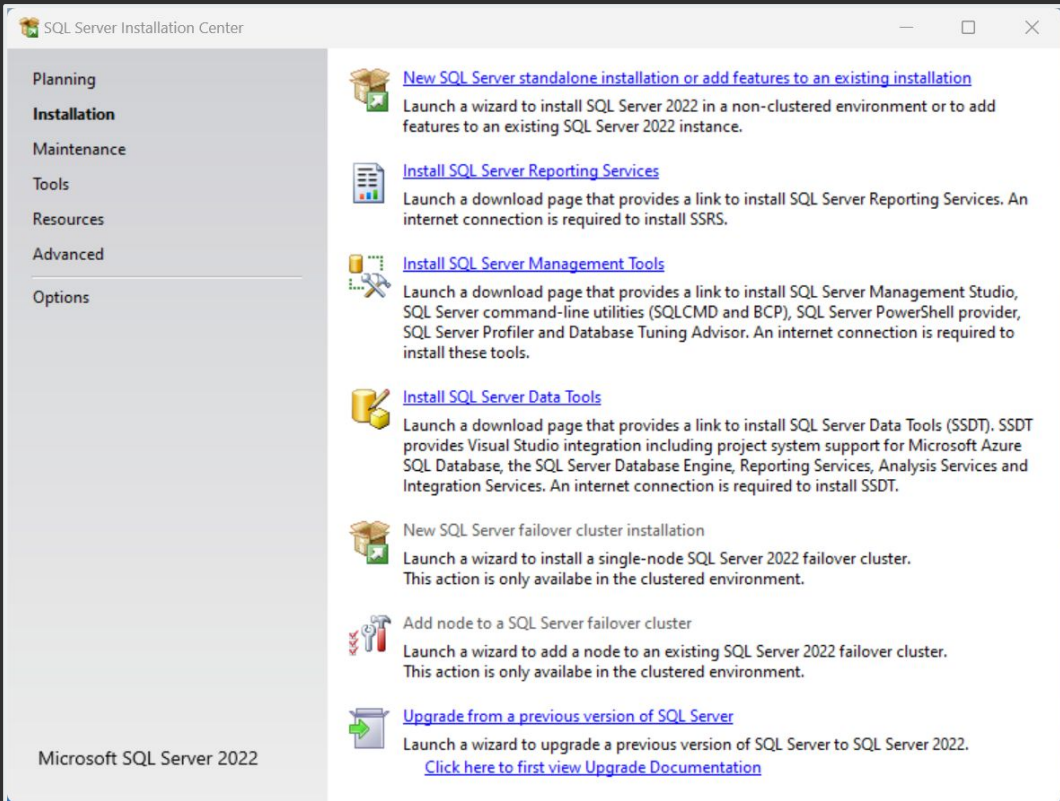 SQL Server Installation Center
Planning
Installation
Maintenance
Tools
Resources
Advanced
Options
Microsoft SQL Server 2022
New SQL Server standalone installation or add features to an existing installation
Launch a wizard to install SQL Server 2022 in a non-clustered environment or to add
features to an existing SQL Server 2022 instance.
Install SQL Server Reporting Services
Launch a download page that provides a link to install SQL Server Reporting Services. An
internet connection is required to install SSRS.
Install SQL Server Management Tools
Launch a download page that provides a link to install SQL Server Management Studio,
SQL Server command-line utilities (SQLCMD and BCP), SQL Server PowerShell provider,
SQL Server Profiler and Database Tuning Advisor. An internet connection is required to
install these tools.
Install SQL Server Data Tools
Launch a download page that provides a link to install SQL Server Data Tools (SSDT). SSDT
provides Visual Studio integration including project system support for Microsoft Azure
SQL Database, the SQL Server Database Engine, Reporting Services, Analysis Services and
Integration Services. An internet connection is required to install SSDT.
New SQL Server failover cluster installation
Launch a wizard to install a single-node SQL Server 2022 failover cluster.
This action is only availabe in the clustered environment.
Add node to a SQL Server failover cluster
Launch a wizard to add a node to an existing SQL Server 2022 failover cluster.
This action is only availabe in the clustered environment.
Upgrade from a previous version of SQL Server
Launch a wizard to upgrade a previous version of SQL Server to SQL Server 2022.
Click here to first view Upgrade Documentation